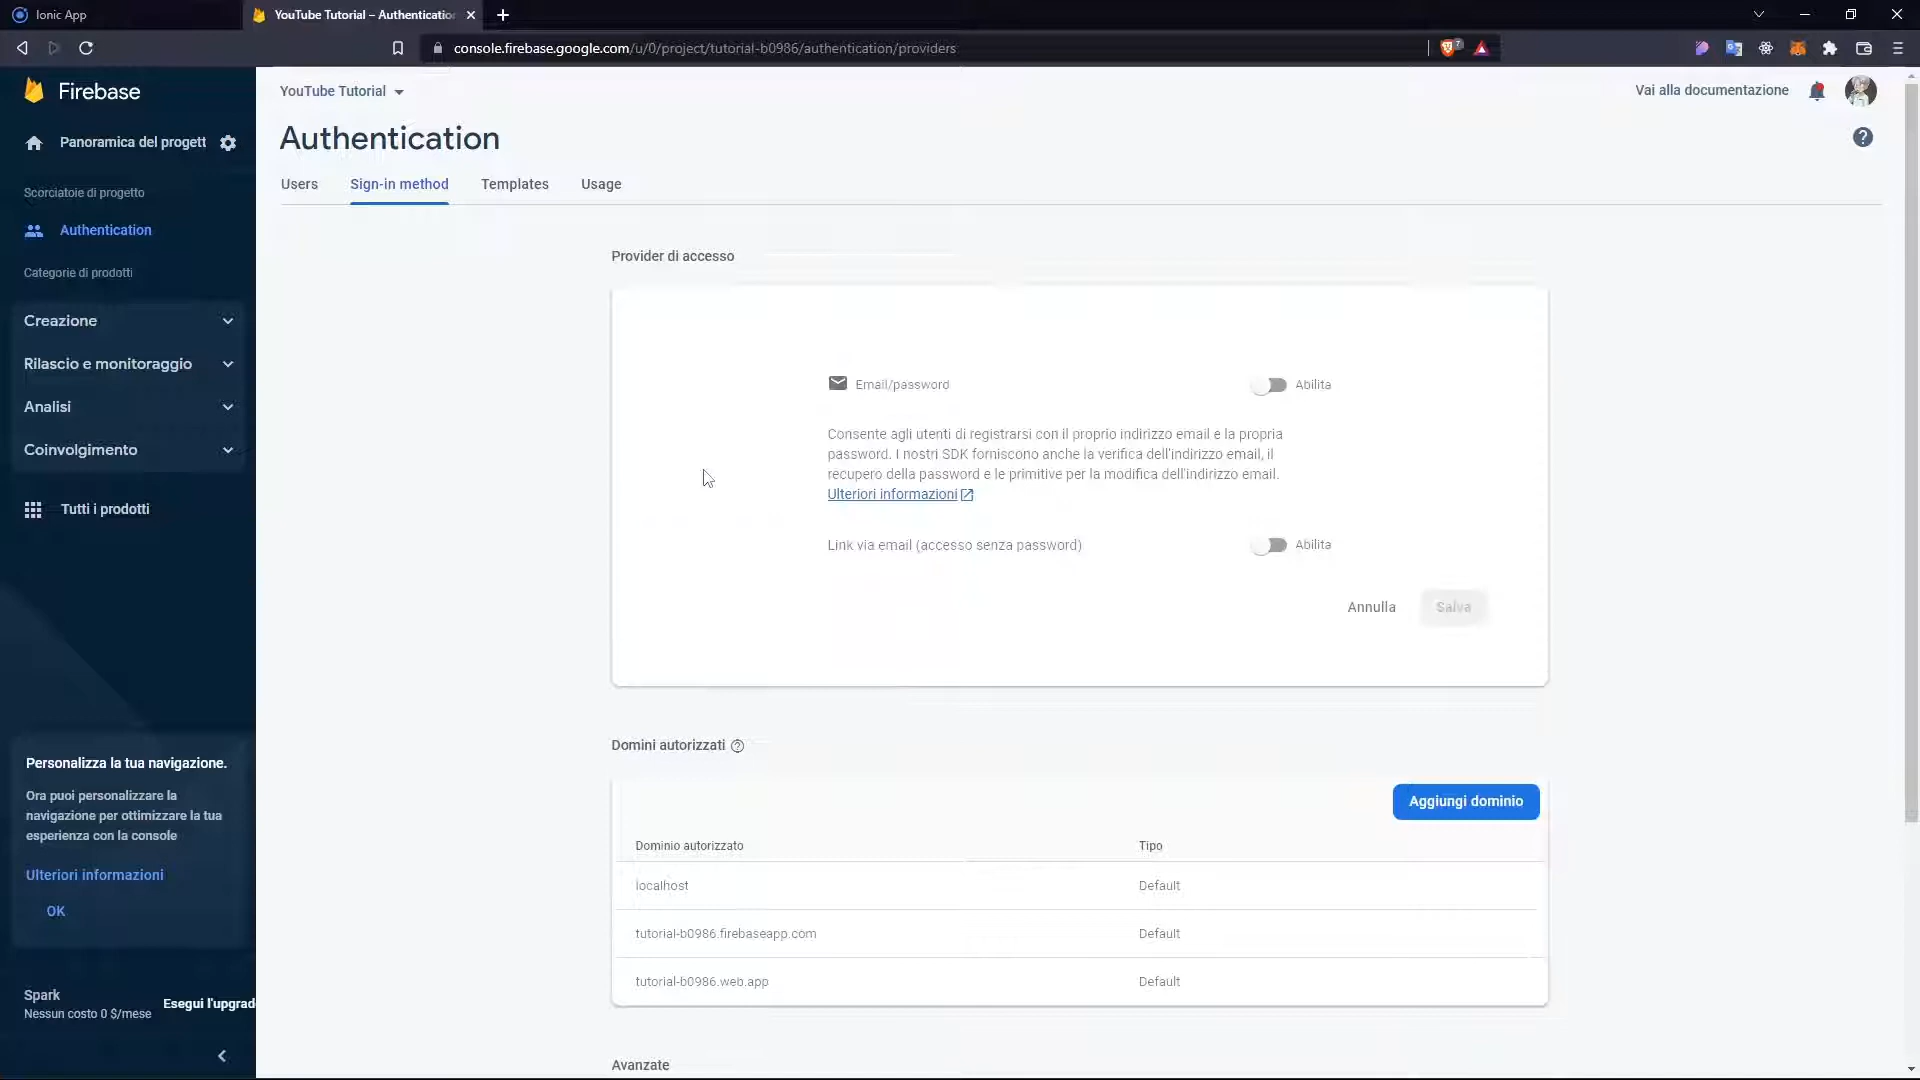 Ionic App
YouTube Tutorial – Authenticatio
console.firebase.google.com/u/0/project/tutorial-b0986/authentication/providers
Firebase
YouTube Tutorial
Vai alla documentazione
Authentication
Panoramica del progett
Users
Sign-in method
Templates
Usage
Scorciatoie di progetto
Authentication
Categorie di prodotti
Creazione
Rilascio e monitoraggio
Analisi
Coinvolgimento
Tutti i prodotti
Provider di accesso
Email/password
Abilita
Consente agli utenti di registrarsi con il proprio indirizzo email e la propria
password. I nostri SDK forniscono anche la verifica dell'indirizzo email, il
recupero della password e le primitive per la modifica dell'indirizzo email.
Ulteriori informazioni
Link via email (accesso senza password)
Abilita
Annulla
Salva
Domini autorizzati
Aggiungi dominio
Dominio autorizzato
Tipo
localhost
Default
tutorial-b0986.firebaseapp.com
Default
tutorial-b0986.web.app
Default
Avanzate
Personalizza la tua navigazione.
Ora puoi personalizzare la
navigazione per ottimizzare la tua
esperienza con la console
Ulteriori informazioni
OK
Spark
Nessun costo 0 $/mese
Esegui l'upgrad